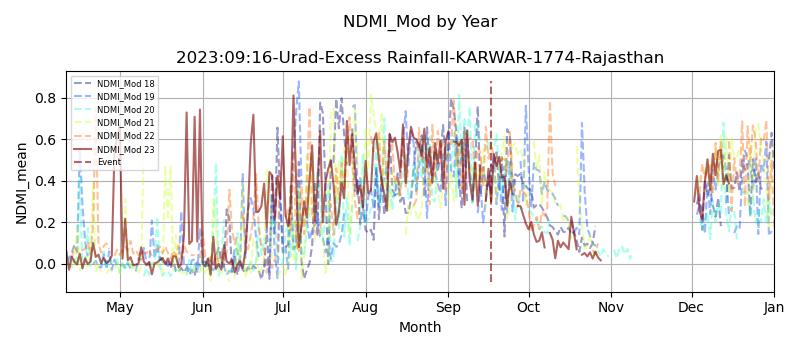 NDMI_Mod by Year
2023:09:16-Urad-Excess Rainfall-KARWAR-1774-Rajasthan
NDMI_mean
0.8
0.6
0.4
0.2
0.0
NDMI_Mod 18
NDMI_Mod 19
NDMI_Mod 20
NDMI_Mod 21
NDMI_Mod 22
NDMI_Mod 23
Event
May Jun Jul Aug Sep Oct Nov Dec Jan
Month